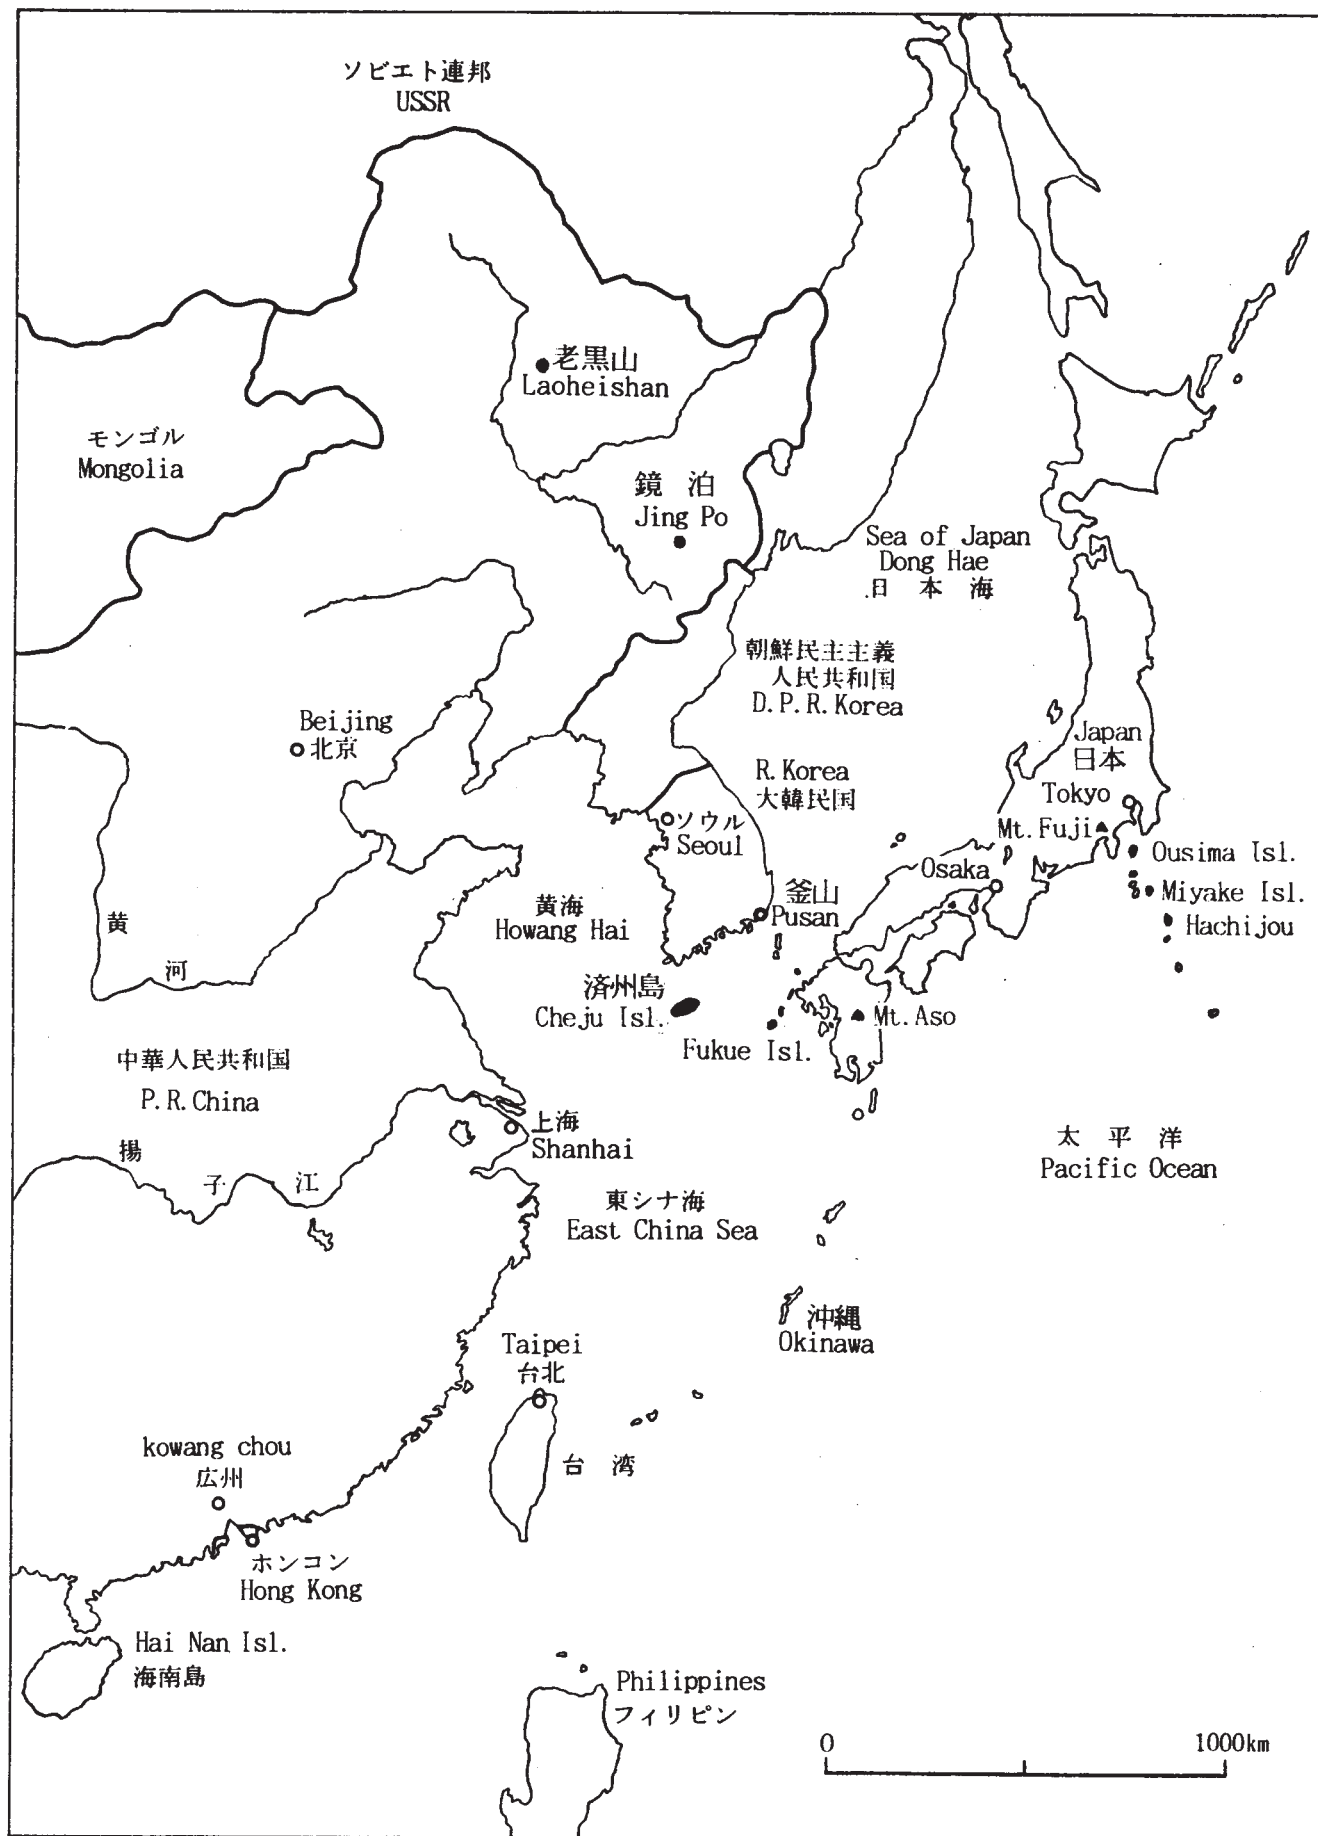 ソビエト連邦
USSR
老黒山
Laoheishan
モンゴル
Mongolia
鏡 泊
Jing Po
Sea of Japan
Dong Hae
日 本 海
朝鮮民主主義
人民共和国
D.P.R.Korea
Beijing
北京
Japan
日本
R.Korea
大韓民国
Tokyo
ソウル
Seoul
Mt.Fuji
Ousima Isl.
Osaka
釜山
Pusan
Miyake Isl.
黄海
Howang Hai
Hachijou
黄
河
済州島
Cheju Isl.
Mt.Aso
Fukue Isl.
中華人民共和国
P.R.China
上海
Shanhai
揚
子
江
太 平 洋
Pacific Ocean
東シナ海
East China Sea
沖縄
Okinawa
Taipei
台北
kowang chou
広州
台 湾
ホンコン
Hong Kong
Hai Nan Isl.
海南島
Philippines
フィリピン
0
1000km